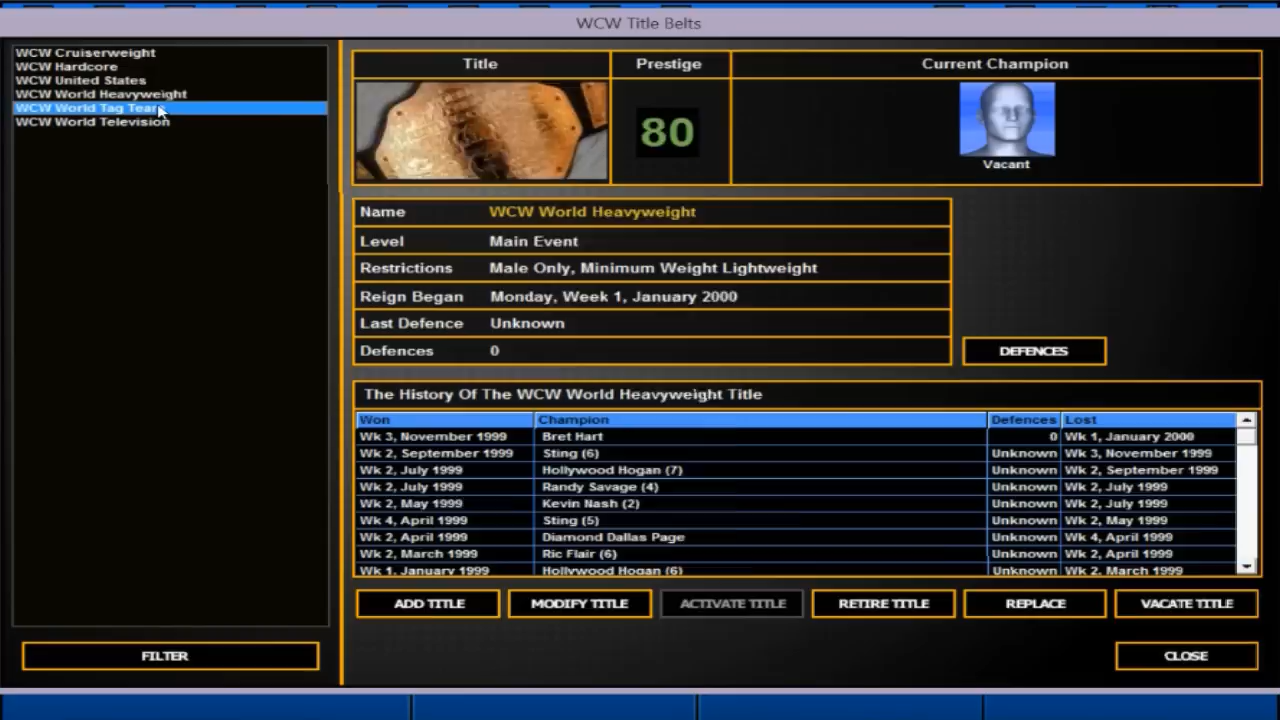 WCW Title Belts
WCW Cruiserweight
WCW Hardcore
WCW United States
WCW World Heavyweight
WCW World Tag Team
WCW World Television
FILTER
Title
Prestige
Current Champion
80
Vacant
Name WCW World Heavyweight
Level Main Event
Restrictions Male Only, Minimum Weight Lightweight
Reign Began Monday, Week 1, January 2000
Last Defence Unknown
Defences 0
DEFENCES
The History Of The WCW World Heavyweight Title
Won Champion Defences Lost
Wk 3, November 1999 Bret Hart 0 Wk 1, January 2000
Wk 2, September 1999 Sting (6) Unknown Wk 3, November 1999
Wk 2, July 1999 Hollywood Hogan (7) Unknown Wk 2, September 1999
Wk 2, July 1999 Randy Savage (4) Unknown Wk 2, July 1999
Wk 2, May 1999 Kevin Nash (2) Unknown Wk 2, July 1999
Wk 4, April 1999 Sting (5) Unknown Wk 2, May 1999
Wk 2, April 1999 Diamond Dallas Page Unknown Wk 4, April 1999
Wk 2, March 1999 Ric Flair (6) Unknown Wk 2, April 1999
Wk 1, January 1999 Hollywood Hogan (6) Unknown Wk 2, March 1999
ADD TITLE
MODIFY TITLE
ACTIVATE TITLE
RETIRE TITLE
REPLACE
VACATE TITLE
CLOSE